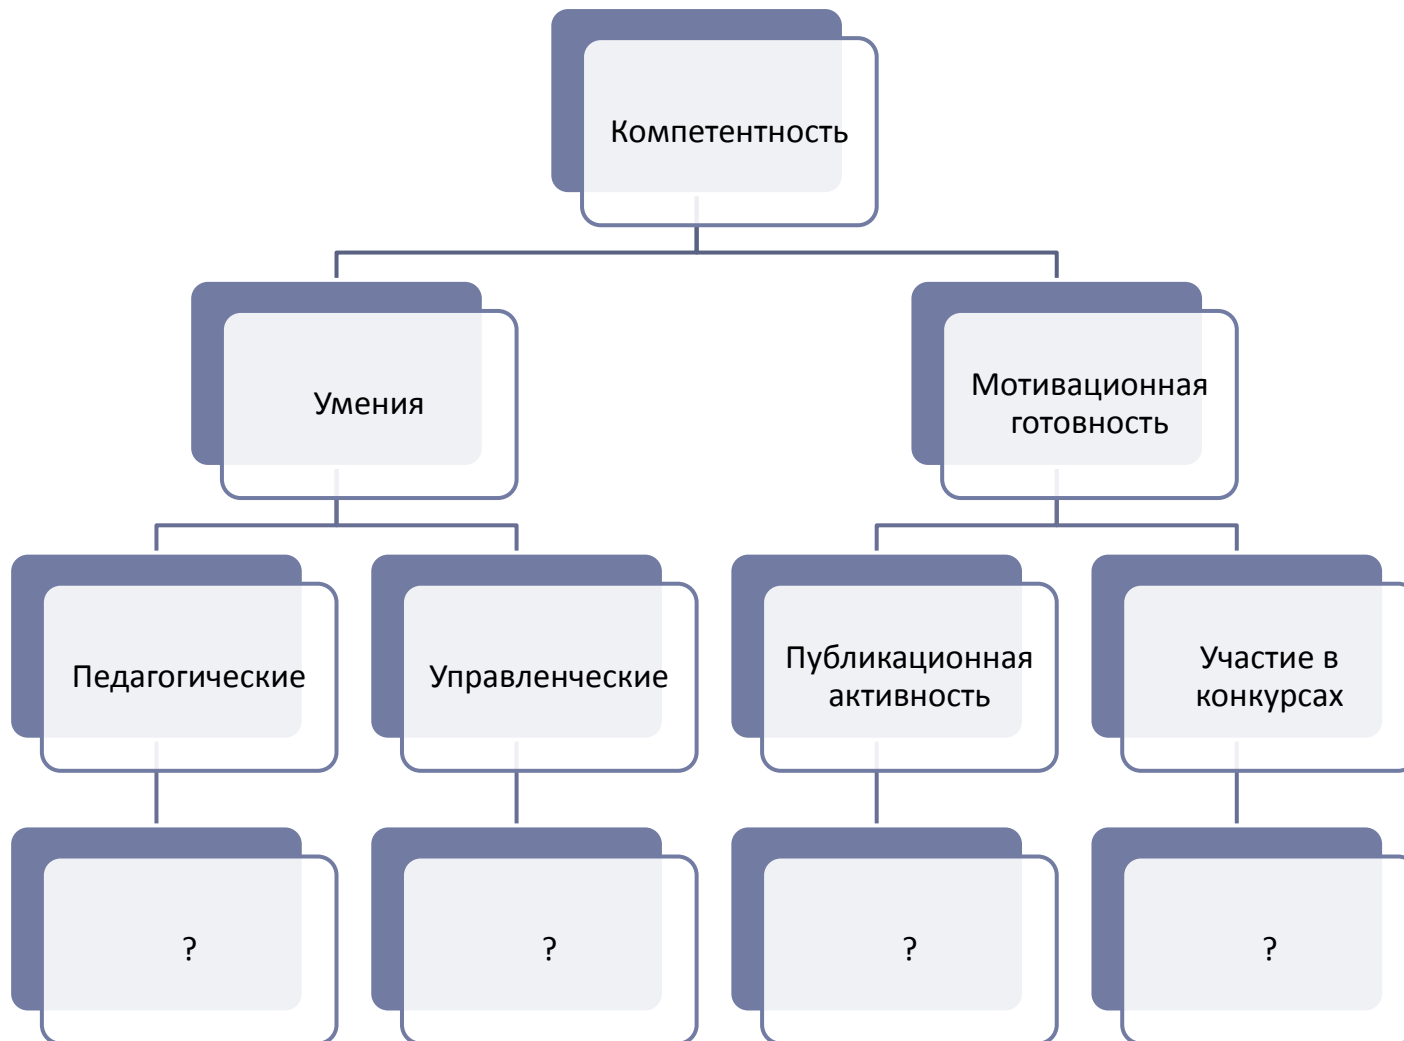 Компетентность
Умения
Мотивационная
готовность
Педагогические
Управленческие
Публикационная
активность
Участие в
конкурсах
?
?
?
?